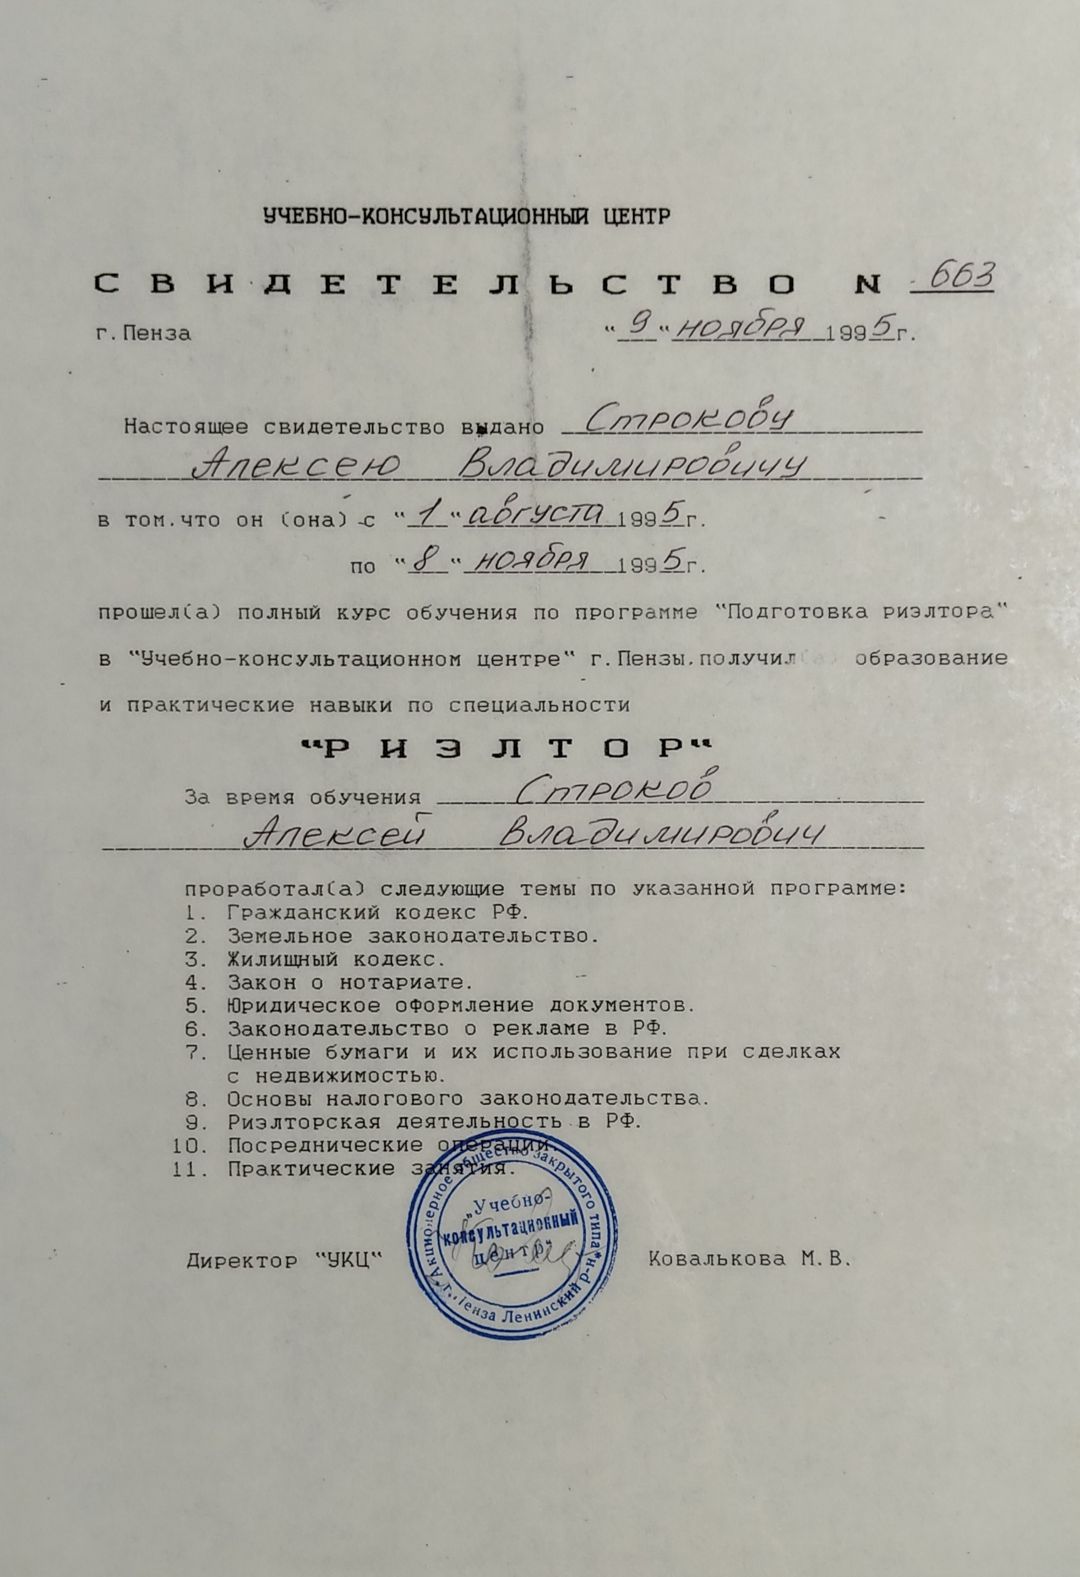 УЧЕБНО-КОНСУЛЬТАЦИОННЫЙ ЦЕНТР
СВИДЕТЕЛЬСТВО N 663
г.Пенза "9" ноября 1995г.
Настоящее свидетельство выдано Строкову
Алексею Владимировичу
в том.что он (она) с "1" августа 1995г.
по "8" ноября 1995г.
прошел(а) полный курс обучения по программе "Подготовка риэлтора"
в "Учебно-консультационном центре" г.Пензы.получил образование
и практические навыки по специальности
"РИЭЛТОР"
За время обучения Строков
Алексей Владимирович
проработал(а) следующие темы по указанной программе:
1. Гражданский кодекс РФ.
2. Земельное законодательство.
3. Жилищный кодекс.
4. Закон о нотариате.
5. Юридическое оформление документов.
6. Законодательство о рекламе в РФ.
7. Ценные бумаги и их использование при сделках
с недвижимостью.
8. Основы налогового законодательства.
9. Риэлторская деятельность в РФ.
10. Посреднические операции.
11. Практические занятия.
Акционерное общество закрытого типа
"Учебно-
консультационный
центр"
г. Пенза Ленинский р-н
Директор "УКЦ" Ковалькова М.В.